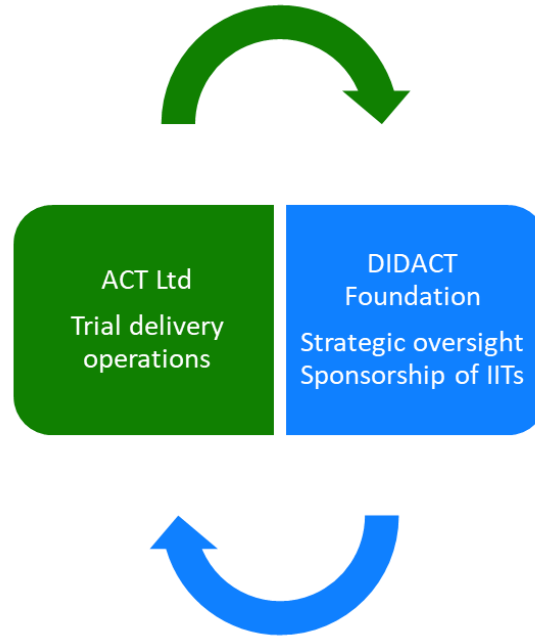 ACT Ltd
Trial delivery
operations
DIDACT
Foundation
Strategic oversight
Sponsorship of IITs